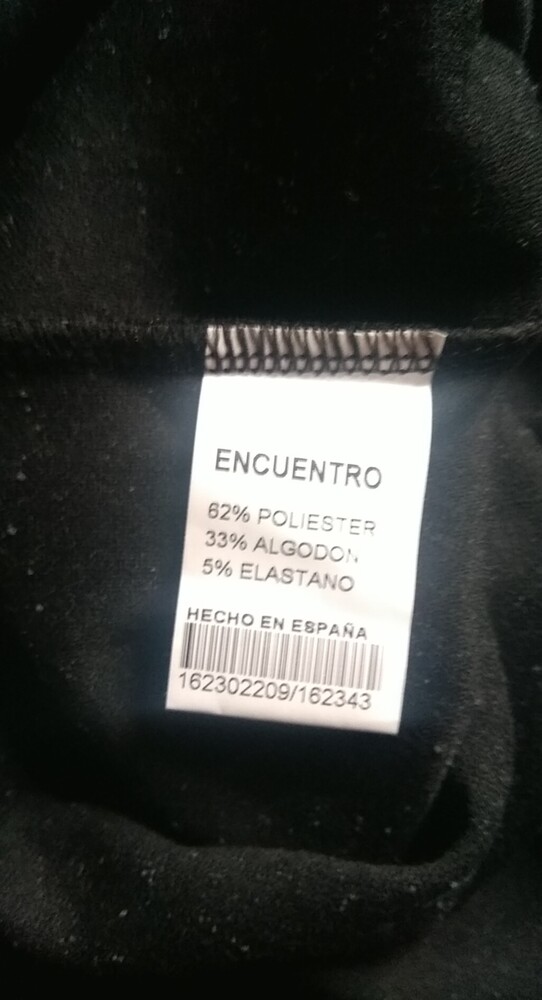 ENCUENTRO
62% POLIESTER
33% ALGODON
5% ELASTANO
HECHO EN ESPAÑA
162302209/162343